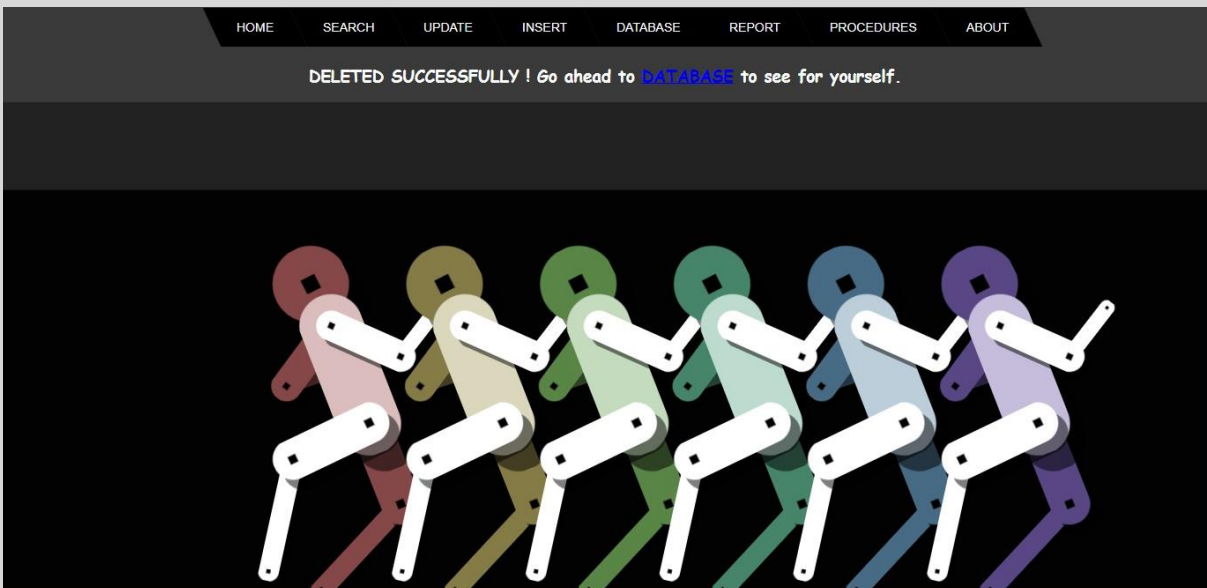 HOME SEARCH UPDATE INSERT DATABASE REPORT PROCEDURES ABOUT
DELETED SUCCESSFULLY ! Go ahead to DATABASE to see for yourself.